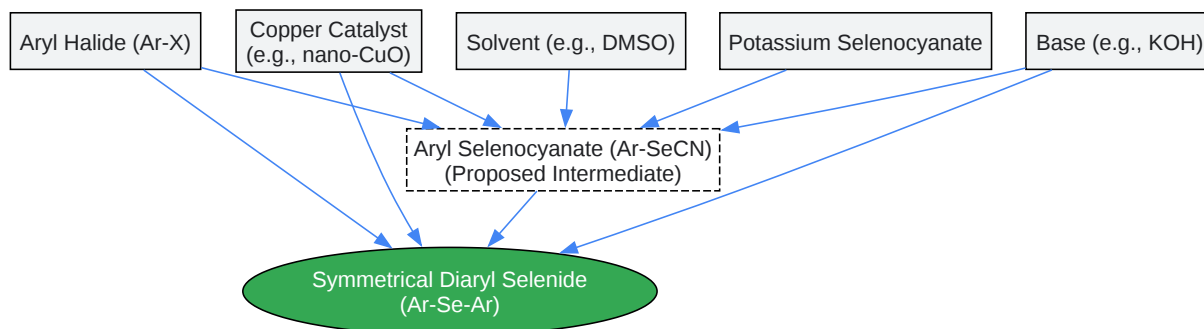 Aryl Halide (Ar-X)
Copper Catalyst
(e.g., nano-CuO)
Solvent (e.g., DMSO)
Potassium Selenocyanate
Base (e.g., KOH)
Aryl Selenocyanate (Ar-SeCN)
(Proposed Intermediate)
Symmetrical Diaryl Selenide
(Ar-Se-Ar)